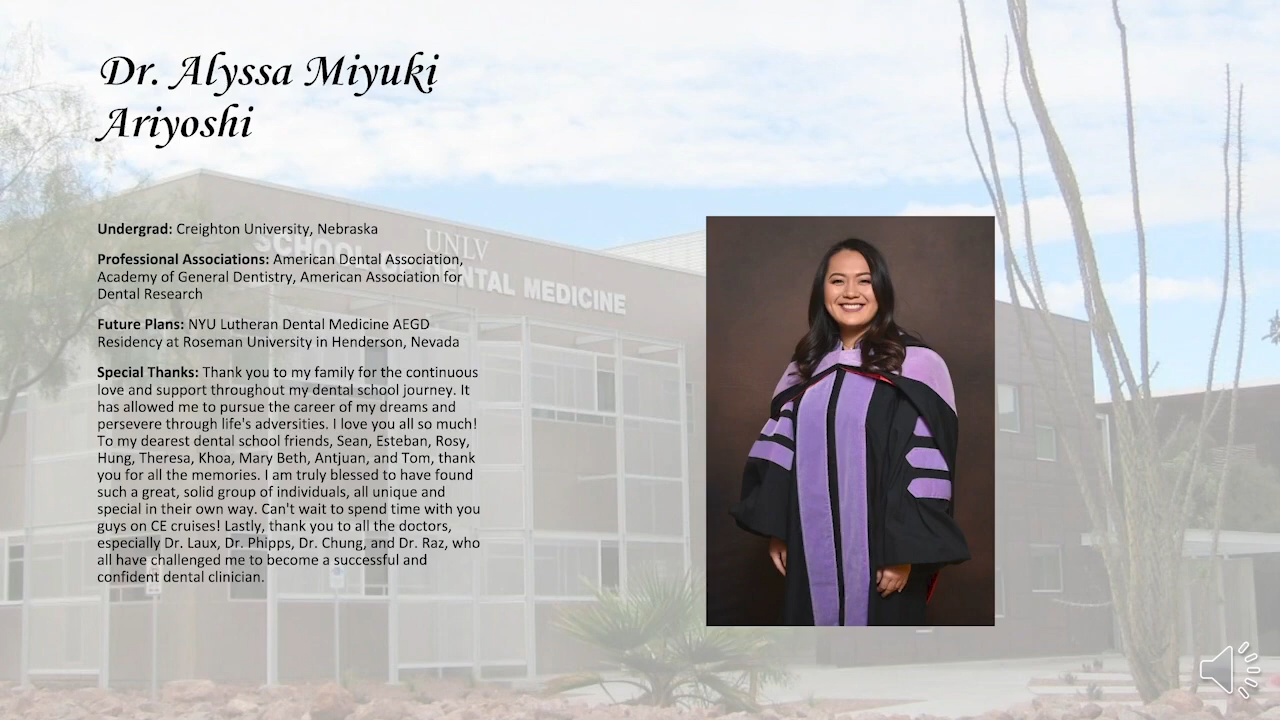 Dr. Alyssa Miyuki
Ariyoshi
Undergrad: Creighton University, Nebraska
Professional Associations: American Dental Association,
Academy of General Dentistry, American Association for
Dental Research
Future Plans: NYU Lutheran Dental Medicine AEGD
Residency at Roseman University in Henderson, Nevada
Special Thanks: Thank you to my family for the continuous
love and support throughout my dental school journey. It
has allowed me to pursue the career of my dreams and
persevere through life's adversities. I love you all so much!
To my dearest dental school friends, Sean, Esteban, Rosy,
Hung, Theresa, Khoa, Mary Beth, Antjuan, and Tom, thank
you for all the memories. I am truly blessed to have found
such a great, solid group of individuals, all unique and
special in their own way. Can't wait to spend time with you
guys on CE cruises! Lastly, thank you to all the doctors,
especially Dr. Laux, Dr. Phipps, Dr. Chung, and Dr. Raz, who
all have challenged me to become a successful and
confident dental clinician.
UNLV
SCHOOL OF DENTAL MEDICINE